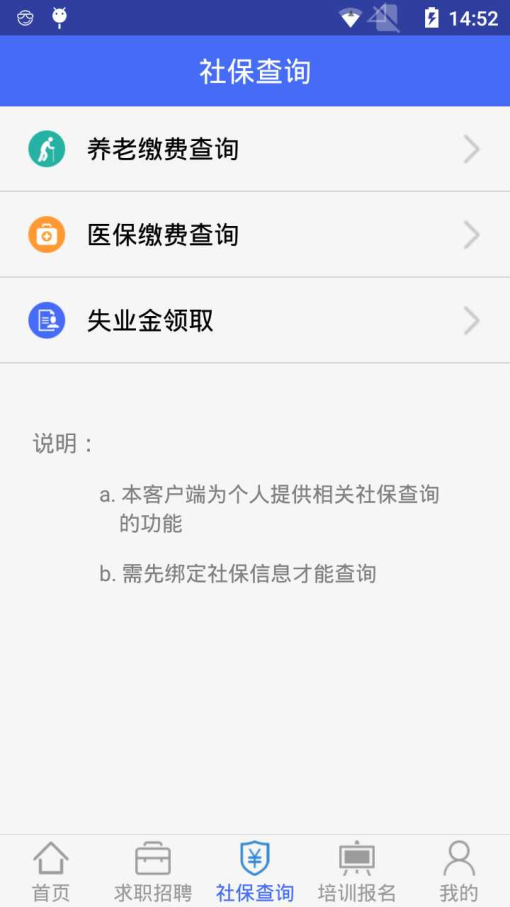 14:52
社保查询
养老缴费查询
医保缴费查询
失业金领取
说明：
a. 本客户端为个人提供相关社保查询
的功能
b. 需先绑定社保信息才能查询
首页 求职招聘 社保查询 培训报名 我的